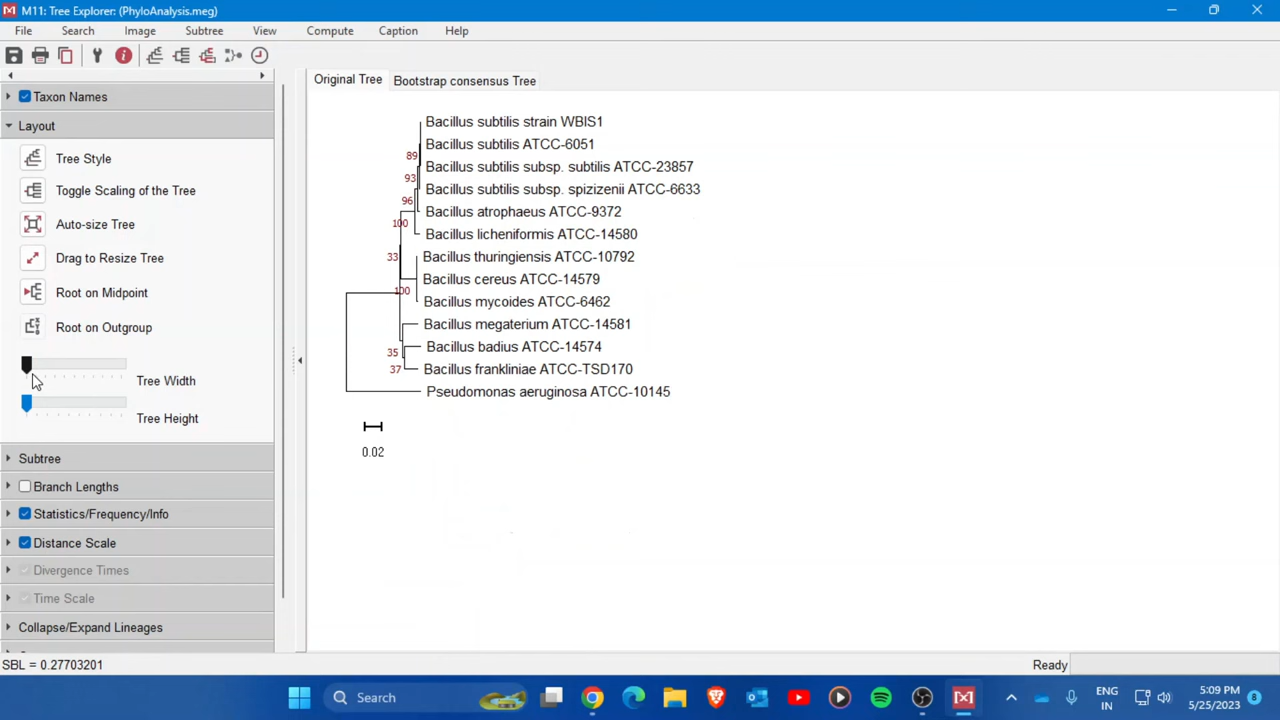 M11: Tree Explorer: (PhyloAnalysis.meg)
File Search Image Subtree View Compute Caption Help
Taxon Names
Layout
Tree Style
Toggle Scaling of the Tree
Auto-size Tree
Drag to Resize Tree
Root on Midpoint
Root on Outgroup
Tree Width
Tree Height
Subtree
Branch Lengths
Statistics/Frequency/Info
Distance Scale
Divergence Times
Time Scale
Collapse/Expand Lineages
Original Tree Bootstrap consensus Tree
Bacillus subtilis strain WBIS1
Bacillus subtilis ATCC-6051
89
Bacillus subtilis subsp. subtilis ATCC-23857
93
Bacillus subtilis subsp. spizizenii ATCC-6633
96
Bacillus atrophaeus ATCC-9372
100
Bacillus licheniformis ATCC-14580
33
Bacillus thuringiensis ATCC-10792
Bacillus cereus ATCC-14579
100
Bacillus mycoides ATCC-6462
Bacillus megaterium ATCC-14581
35
Bacillus badius ATCC-14574
37
Bacillus frankliniae ATCC-TSD170
Pseudomonas aeruginosa ATCC-10145
0.02
SBL = 0.27703201
Ready
Search
ENG
IN
5:09 PM
5/25/2023
8